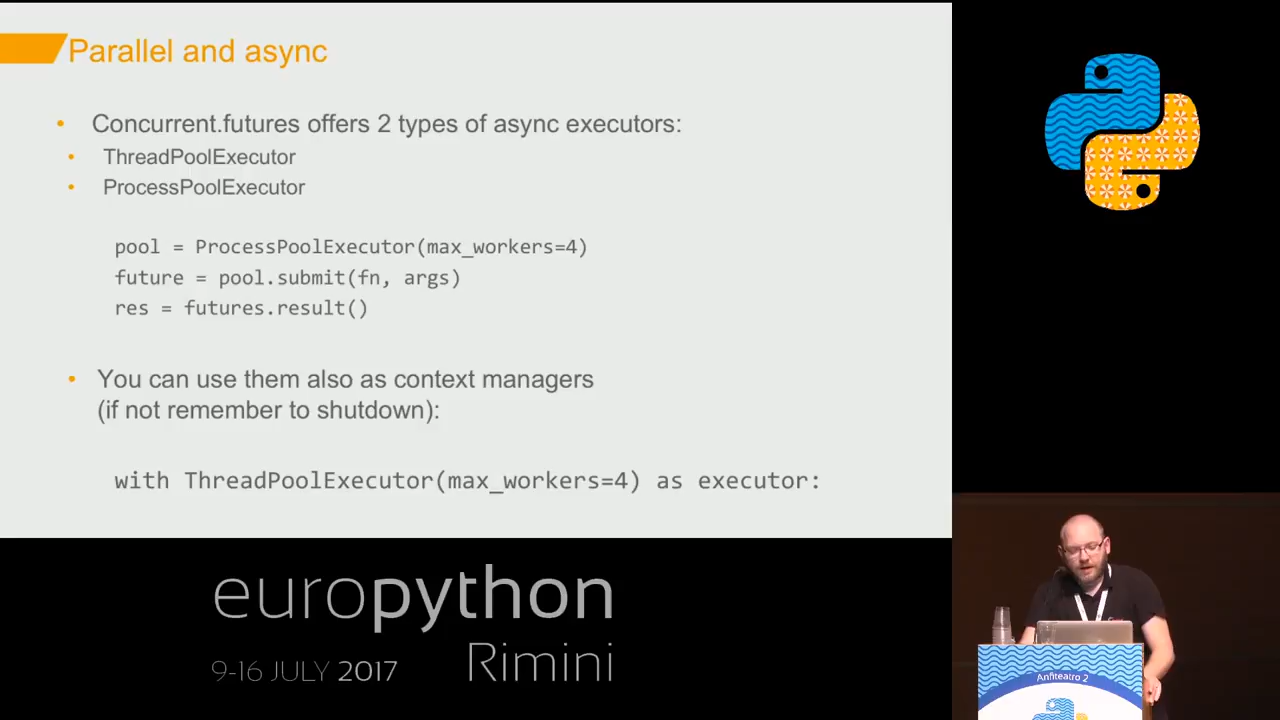 Parallel and async
• Concurrent.futures offers 2 types of async executors:
• ThreadPoolExecutor
• ProcessPoolExecutor
pool = ProcessPoolExecutor(max_workers=4)
future = pool.submit(fn, args)
res = futures.result()
• You can use them also as context managers
(if not remember to shutdown):
with ThreadPoolExecutor(max_workers=4) as executor:
europython
9-16 JULY 2017 Rimini
Anfiteatro 2